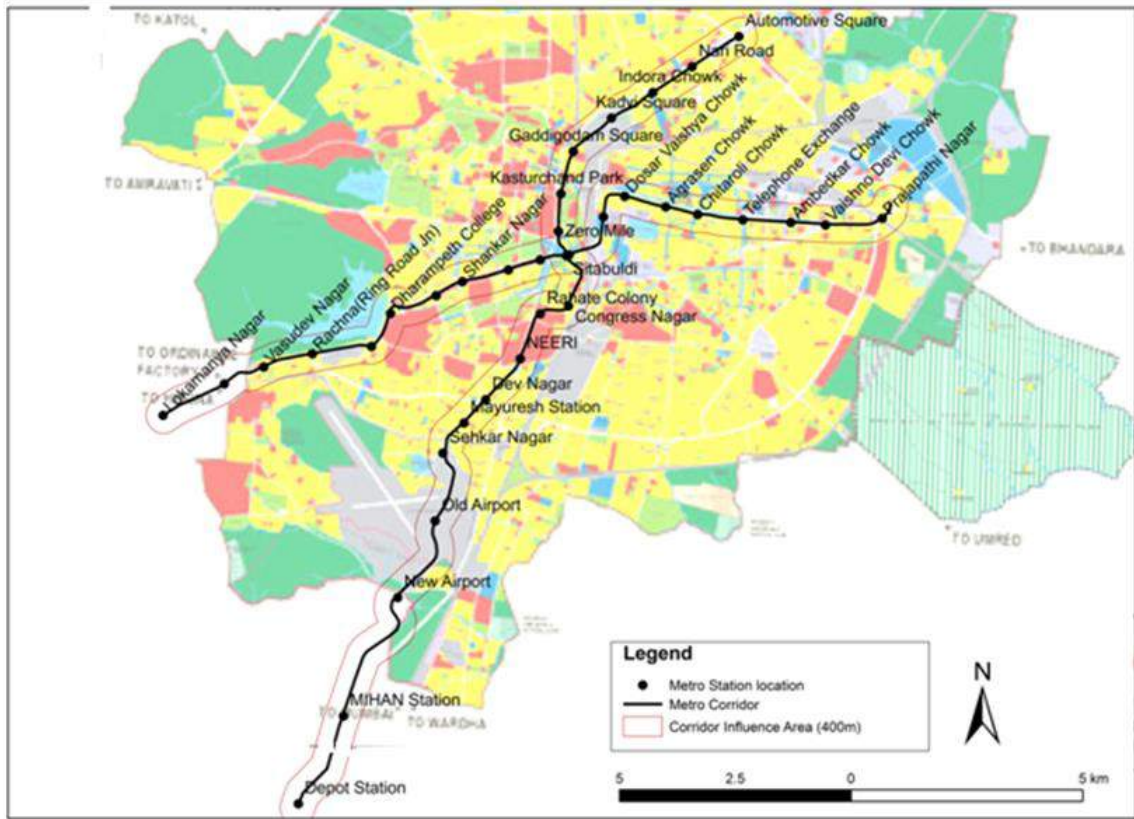 TO KATOL
Automotive Square
Nari Road
Indora Chowk
Kadvi Square
Gaddigodam Square
Dosar Vaishya Chowk
Agrasen Chowk
Chitaroli Chowk
Telephone Exchange
Ambedkar Chowk
Vaishno Devi Chowk
Pralapathi Nagar
Kasturchand Park
TO AMRAVATI
Zero Mile
Sitabuldi
TO BHANDARA
Shankar Nagar
Dharampeth College
Rachna(Ring Road Jn)
Vasudev Nagar
Lokamanya Nagar
Rahate Colony
Congress Nagar
TO
FACTORY
TO
NEERI
Dev Nagar
Mayuresh Station
Sehkar Nagar
Old Airport
TO UMRED
New Airport
MIHAN Station
TO WARDHA
Depot Station
Legend
Metro Station location
Metro Corridor
Corridor Influence Area (400m)
N
5 2.5 0 5 km